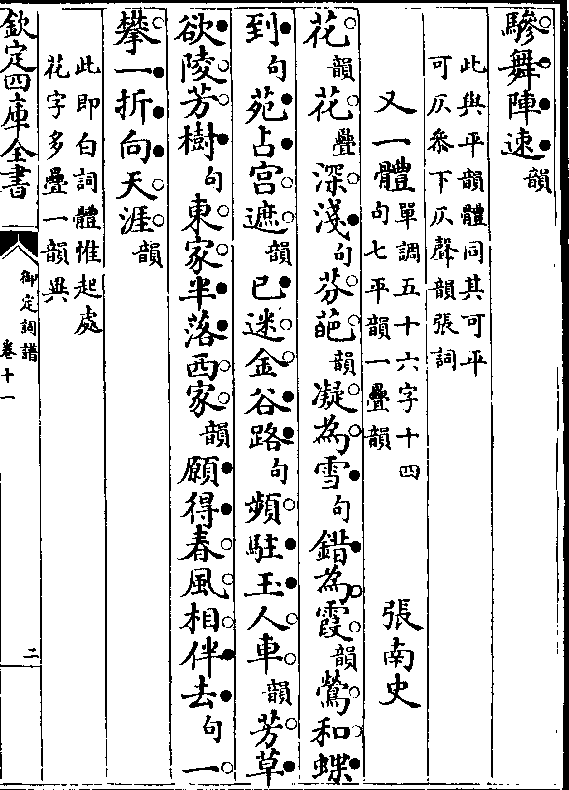 驂舞陣速韻
此與平韻體同其可平
可仄叅下仄聲韻張詞
又一體單調五十六字十四
句七平韻一疊韻
張南史
花韻花疊深淺句芬葩韻凝為雪句錯為霞韻鶯和蝶
到句苑占宫遮韻已迷金谷路句頻駐玉人車韻芳草
欲陵芳樹句東家半落西家韻願得春風相伴去句一
攀一折向天涯韻
此即白詞體惟起處
花字多疊一韻異
欽定四庫全書
御定詞譜
卷十一
二